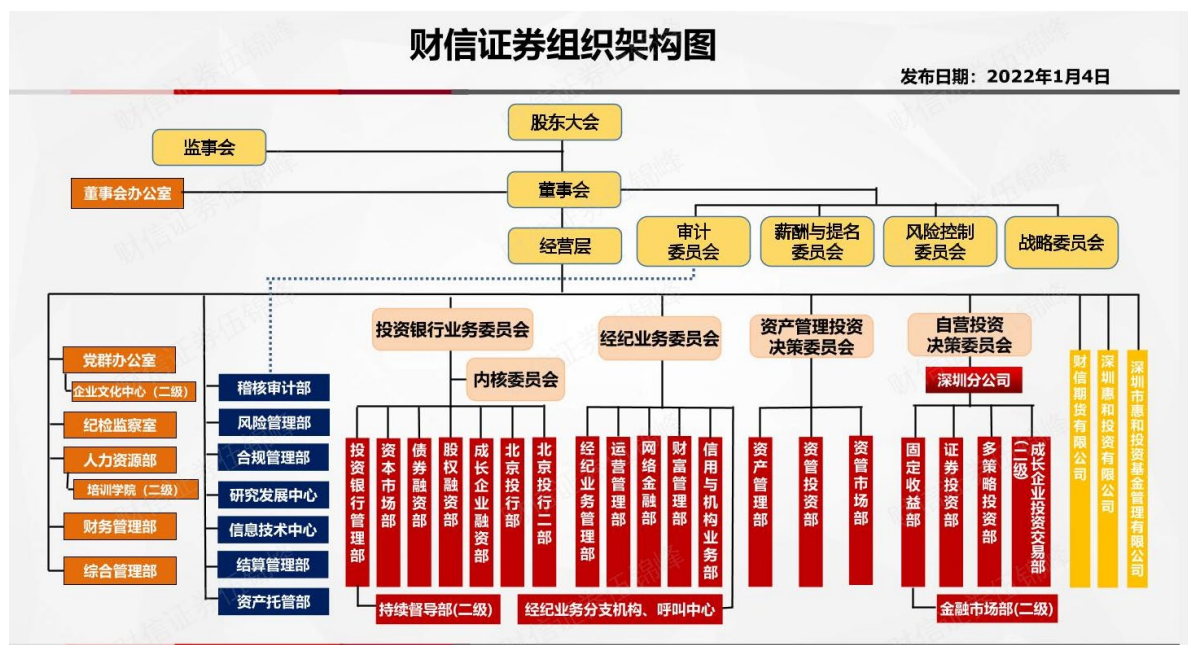 财信证券组织架构图
发布日期：2022年1月4日
股东大会
监事会
董事会办公室
董事会
经营层
审计
委员会
薪酬与提名
委员会
风险控制
委员会
战略委员会
投资银行业务委员会
内核委员会
经纪业务委员会
资产管理投资
决策委员会
自营投资
决策委员会
深圳分公司
党群办公室
企业文化中心（二级）
纪检监察室
人力资源部
培训学院（二级）
财务管理部
综合管理部
稽核审计部
风险管理部
合规管理部
研究发展中心
信息技术中心
结算管理部
资产托管部
投资银行管理部
资本市场部
债券融资部
股权融资部
成长企业融资部
北京投行部
北京投行二部
持续督导部(二级)
经纪业务管理部
运营管理部
网络金融部
财富管理部
信用与机构业务部
经纪业务分支机构、呼叫中心
资产管理部
资管投资部
资管市场部
固定收益部
证券投资部
多策略投资部
成长企业投资交易部
(二级)
金融市场部(二级)
财信期货有限公司
深圳惠和投资有限公司
深圳市惠和投资基金管理有限公司
财信证券伍锦峰